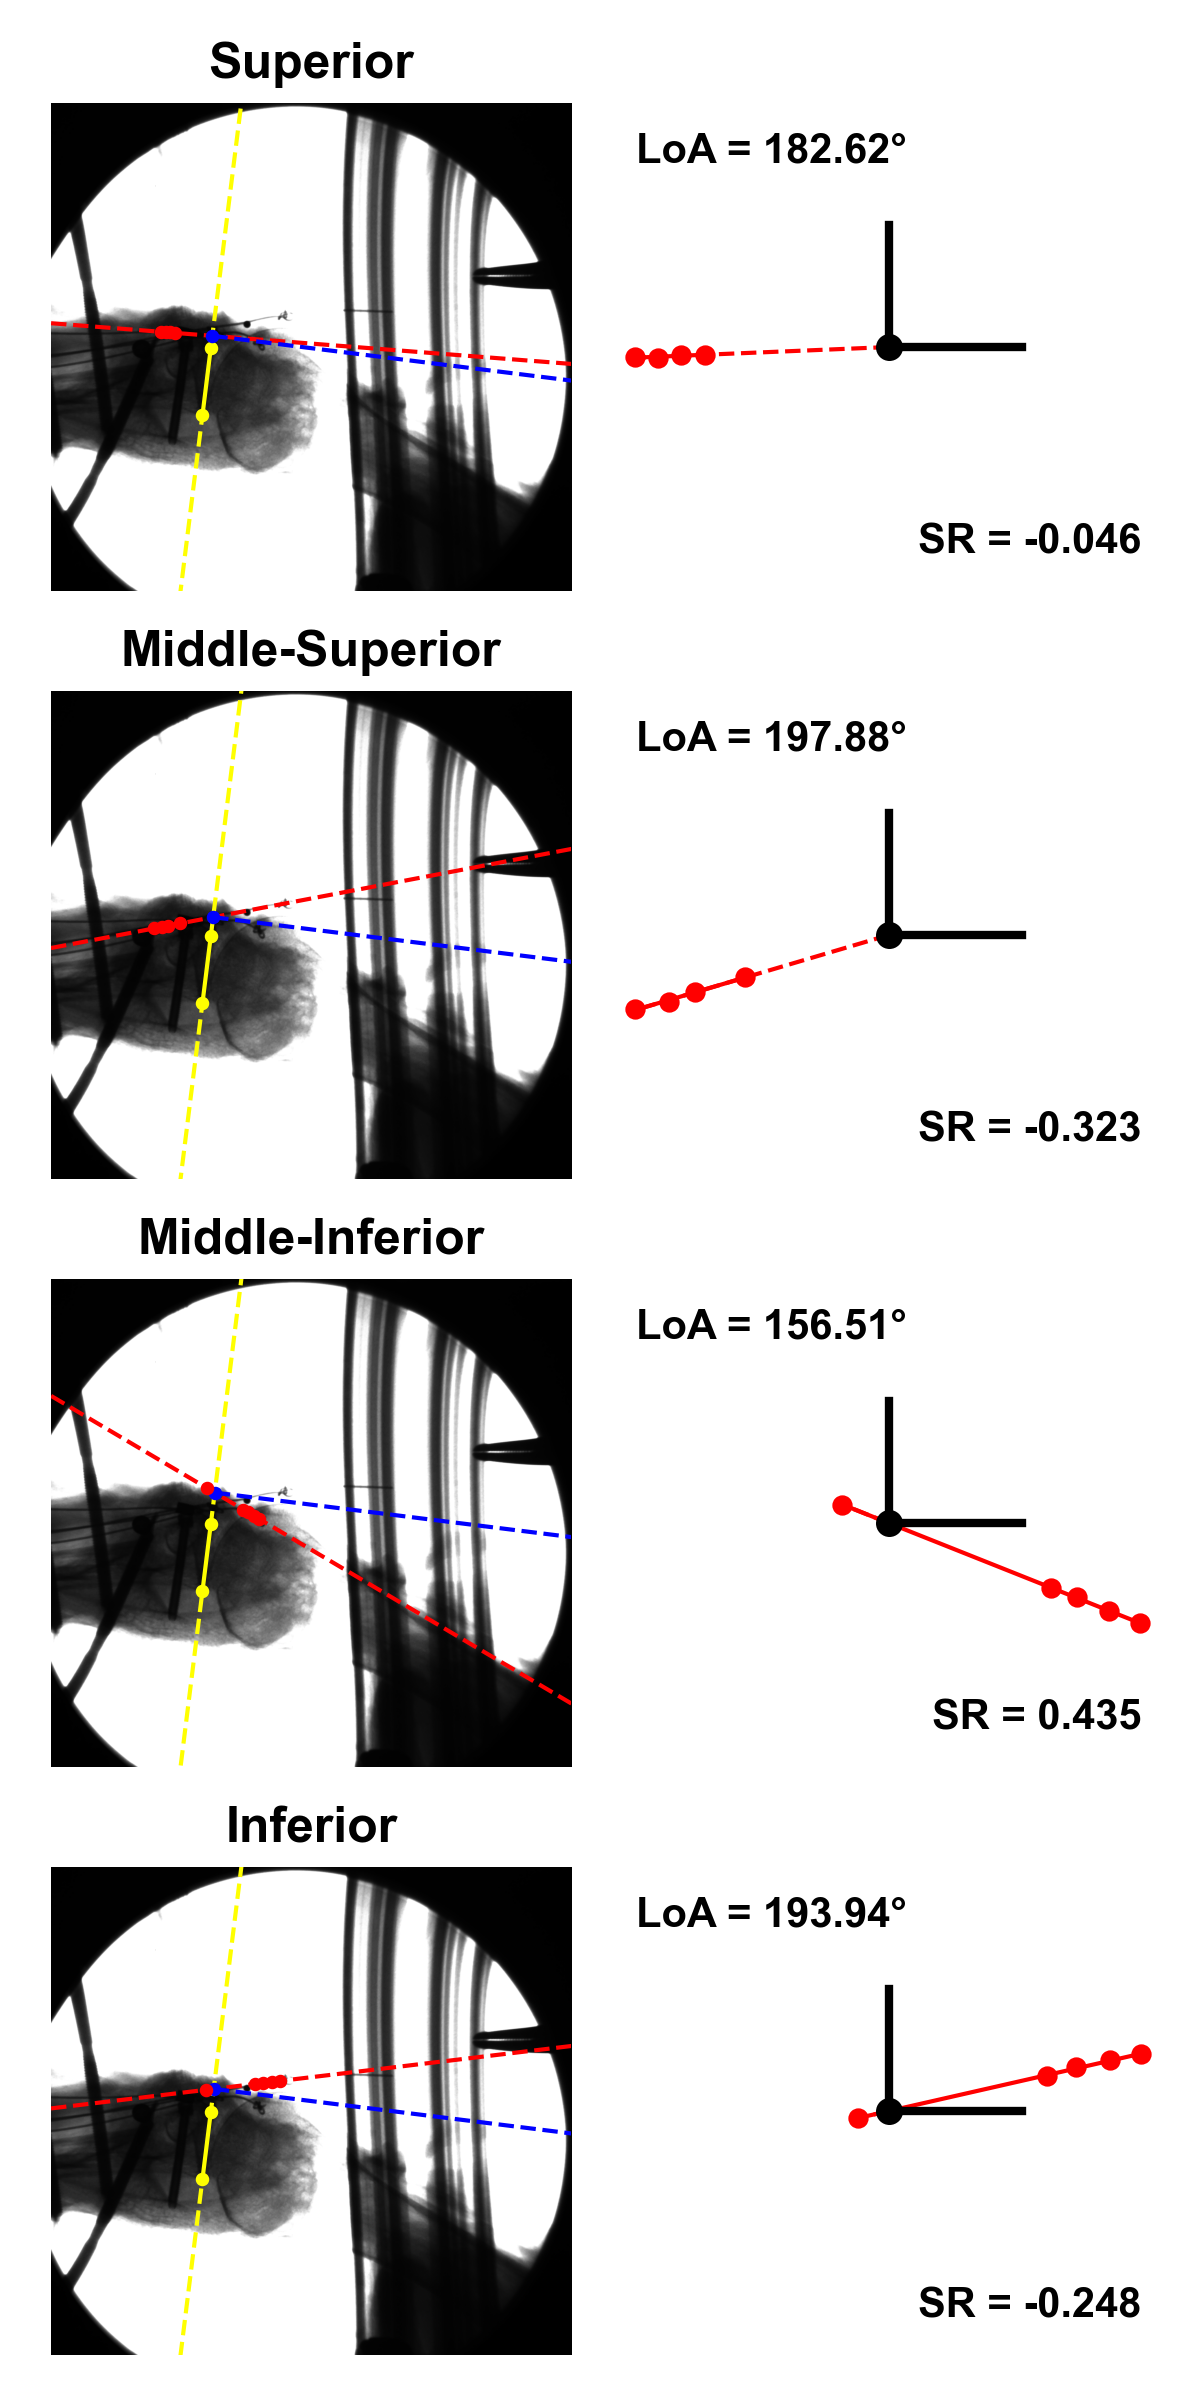 Superior
LoA = 182.62°
SR = -0.046
Middle-Superior
LoA = 197.88°
SR = -0.323
Middle-Inferior
LoA = 156.51°
SR = 0.435
Inferior
LoA = 193.94°
SR = -0.248